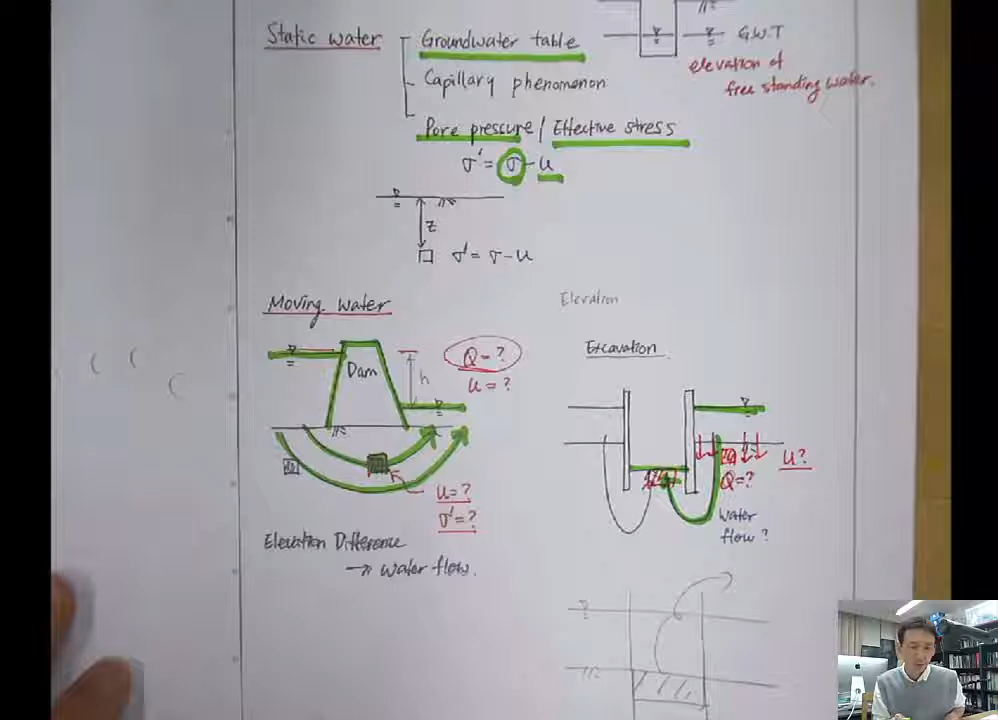 Static water
Groundwater table
Capillary phenomenon
Pore pressure / Effective stress
σ' = σ - u
G.W.T
elevation of
free standing water.
z
σ' = σ - u
Moving water
Dam
h
Q = ?
u = ?
u = ?
σ' = ?
Elevation Difference
→ water flow.
Elevation
Excavation
u?
Q = ?
water
flow ?